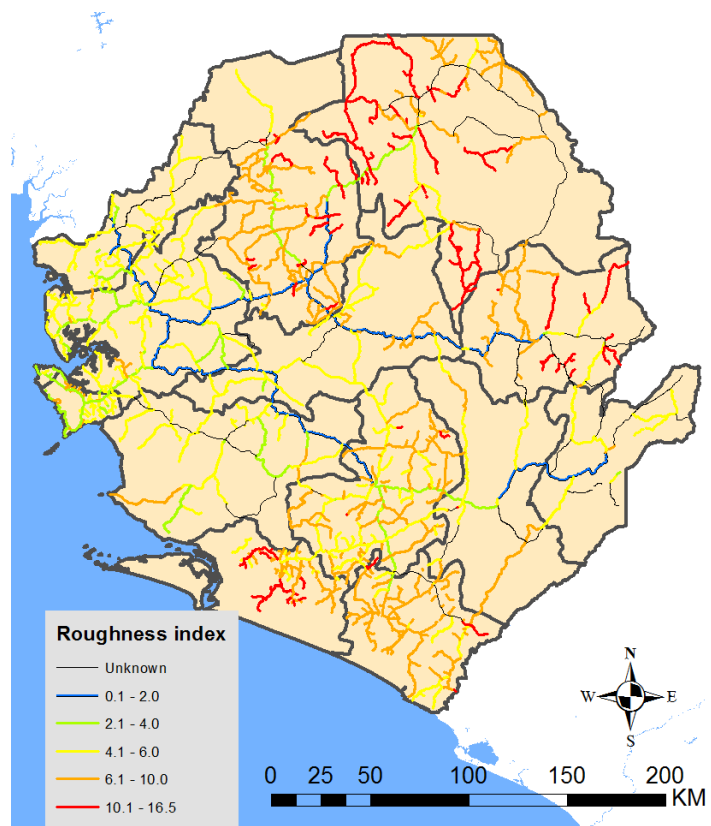 Roughness index
Unknown
0.1 - 2.0
2.1 - 4.0
4.1 - 6.0
6.1 - 10.0
10.1 - 16.5
N
W E
S
0 25 50 100 150 200
KM